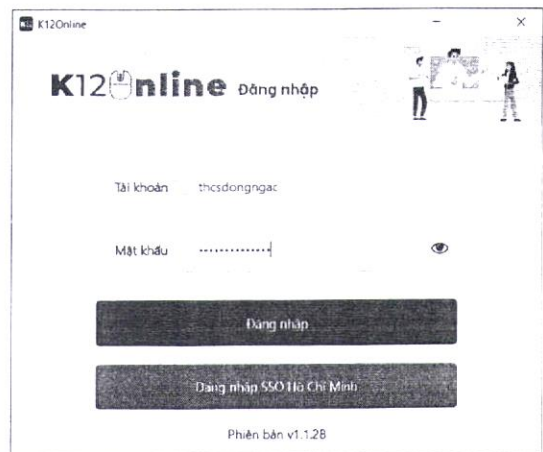 K12Online
K12Online Đăng nhập
Tài khoản thcsdongngac
Mật khẩu ..............
Đăng nhập
Đăng nhập SSO Hồ Chí Minh
Phiên bản v1.1.28